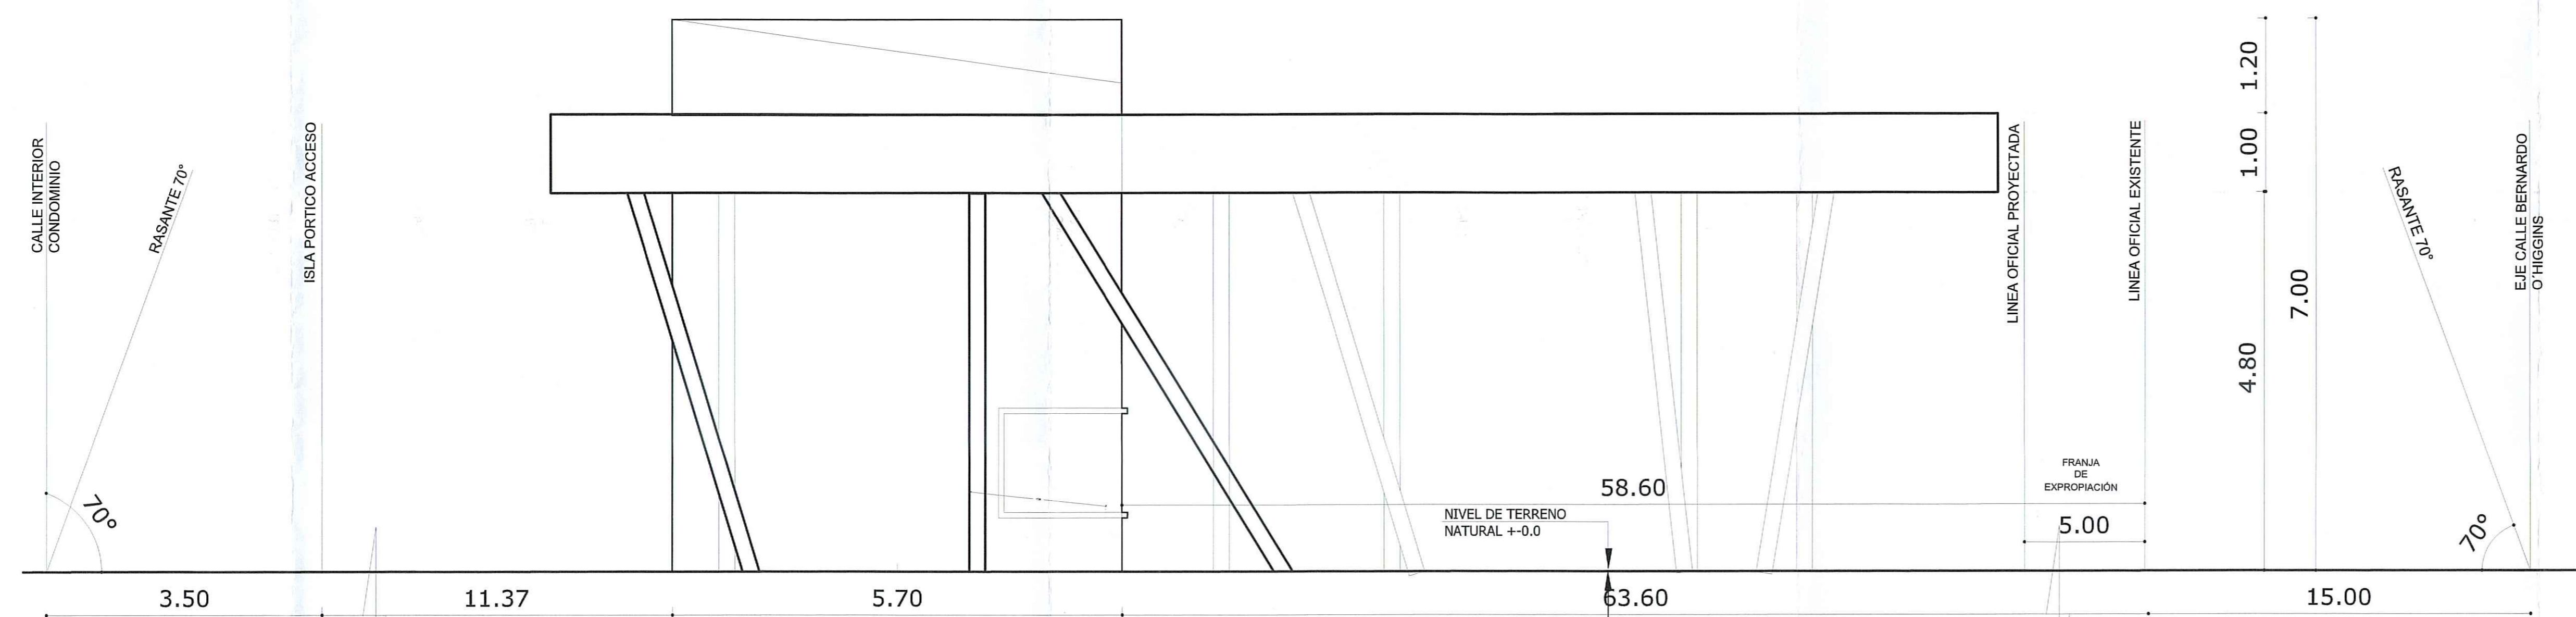 CALLE INTERIOR
CONDOMINIO
RASANTE 70°
ISLA PORTICO ACCESO
70°
LINEA OFICIAL PROYECTADA
LINEA OFICIAL EXISTENTE
1.20
1.00
4.80
7.00
RASANTE 70°
EJE CALLE BERNARDO
O'HIGGINS
70°
58.60
NIVEL DE TERRENO
NATURAL +-0.0
FRANJA
DE
EXPROPIACIÓN
5.00
3.50
11.37
5.70
63.60
15.00